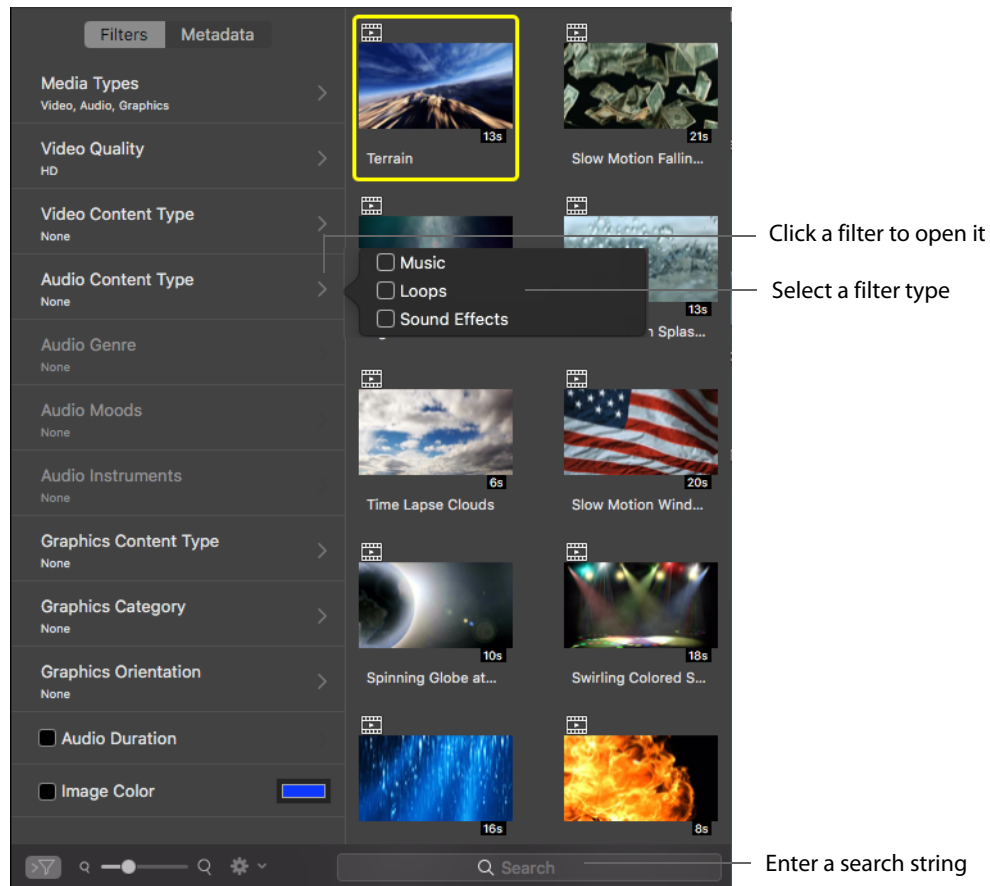 Filters Metadata
Media Types
Video, Audio, Graphics
Video Quality
HD
Video Content Type
None
Audio Content Type
None
Audio Genre
None
Audio Moods
None
Audio Instruments
None
Graphics Content Type
None
Graphics Category
None
Graphics Orientation
None
Audio Duration
Image Color
13s
Terrain
21s
Slow Motion Fallin...
Music
Loops
Sound Effects
13s
Splas...
6s
Time Lapse Clouds
20s
Slow Motion Wind...
10s
Spinning Globe at...
18s
Swirling Colored S...
16s
8s
Search
Click a filter to open it
Select a filter type
Enter a search string